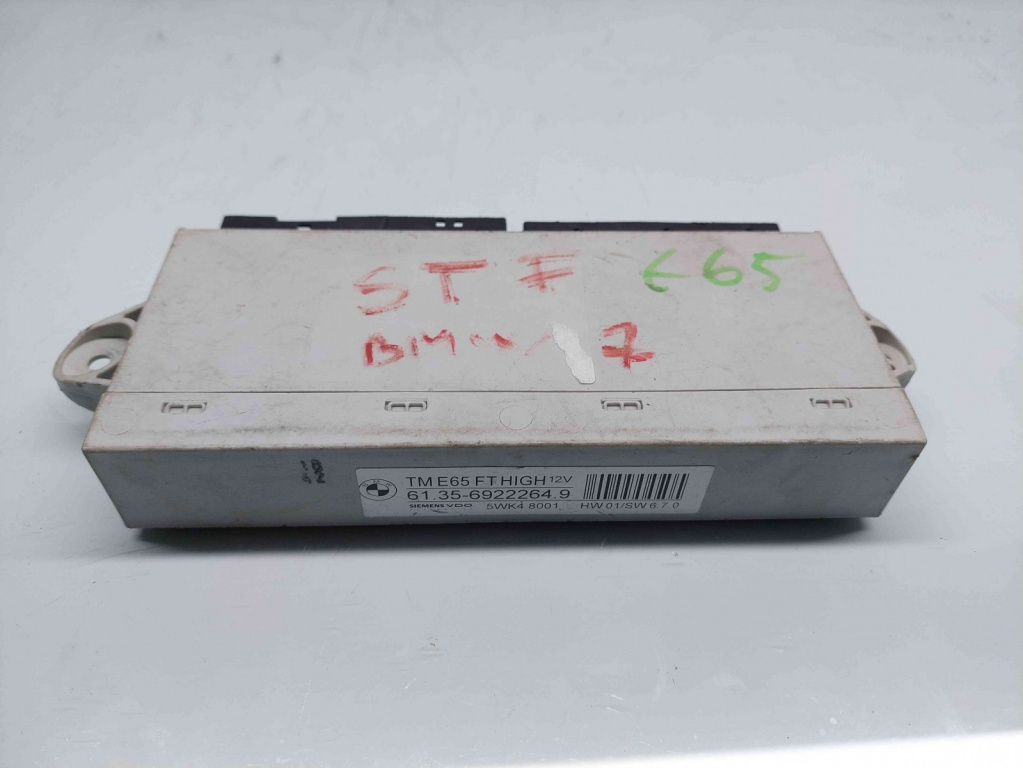 ST F E65
BMW 7
TM E65 FT HIGH 12V
61.35-6922264.9
SIEMENS VDO 5WK4 8001 HW 01/SW 6.7.0